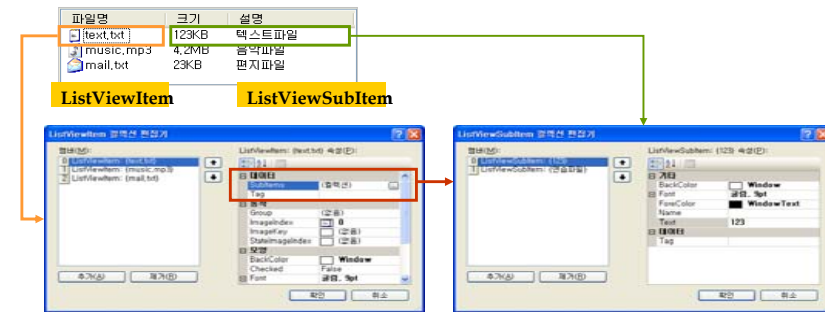 파일명 크기 설명
text.txt 123KB 텍스트파일
music.mp3 4.2MB 음악파일
mail.txt 23KB 편지파일
ListViewItem ListViewSubItem
ListViewItem 컬렉션 편집기
멤버(M):
0 ListViewItem: {text.txt}
1 ListViewItem: {music.mp3}
2 ListViewItem: {mail.txt}
추가(A) 제거(R)
ListViewItem: {text.txt} 속성(P):
데이터
SubItems (컬렉션)
Tag
동작
Group (없음)
ImageIndex 0
ImageKey (없음)
StateImageIndex (없음)
모양
BackColor Window
Checked False
Font 굴림, 9pt
확인 취소
ListViewSubItem 컬렉션 편집기
멤버(M):
0 ListViewSubItem: {123}
1 ListViewSubItem: {연습파일}
추가(A) 제거(R)
ListViewSubItem: {123} 속성(P):
기타
BackColor Window
Font 굴림, 9pt
ForeColor WindowText
Name
Text 123
데이터
Tag
확인 취소